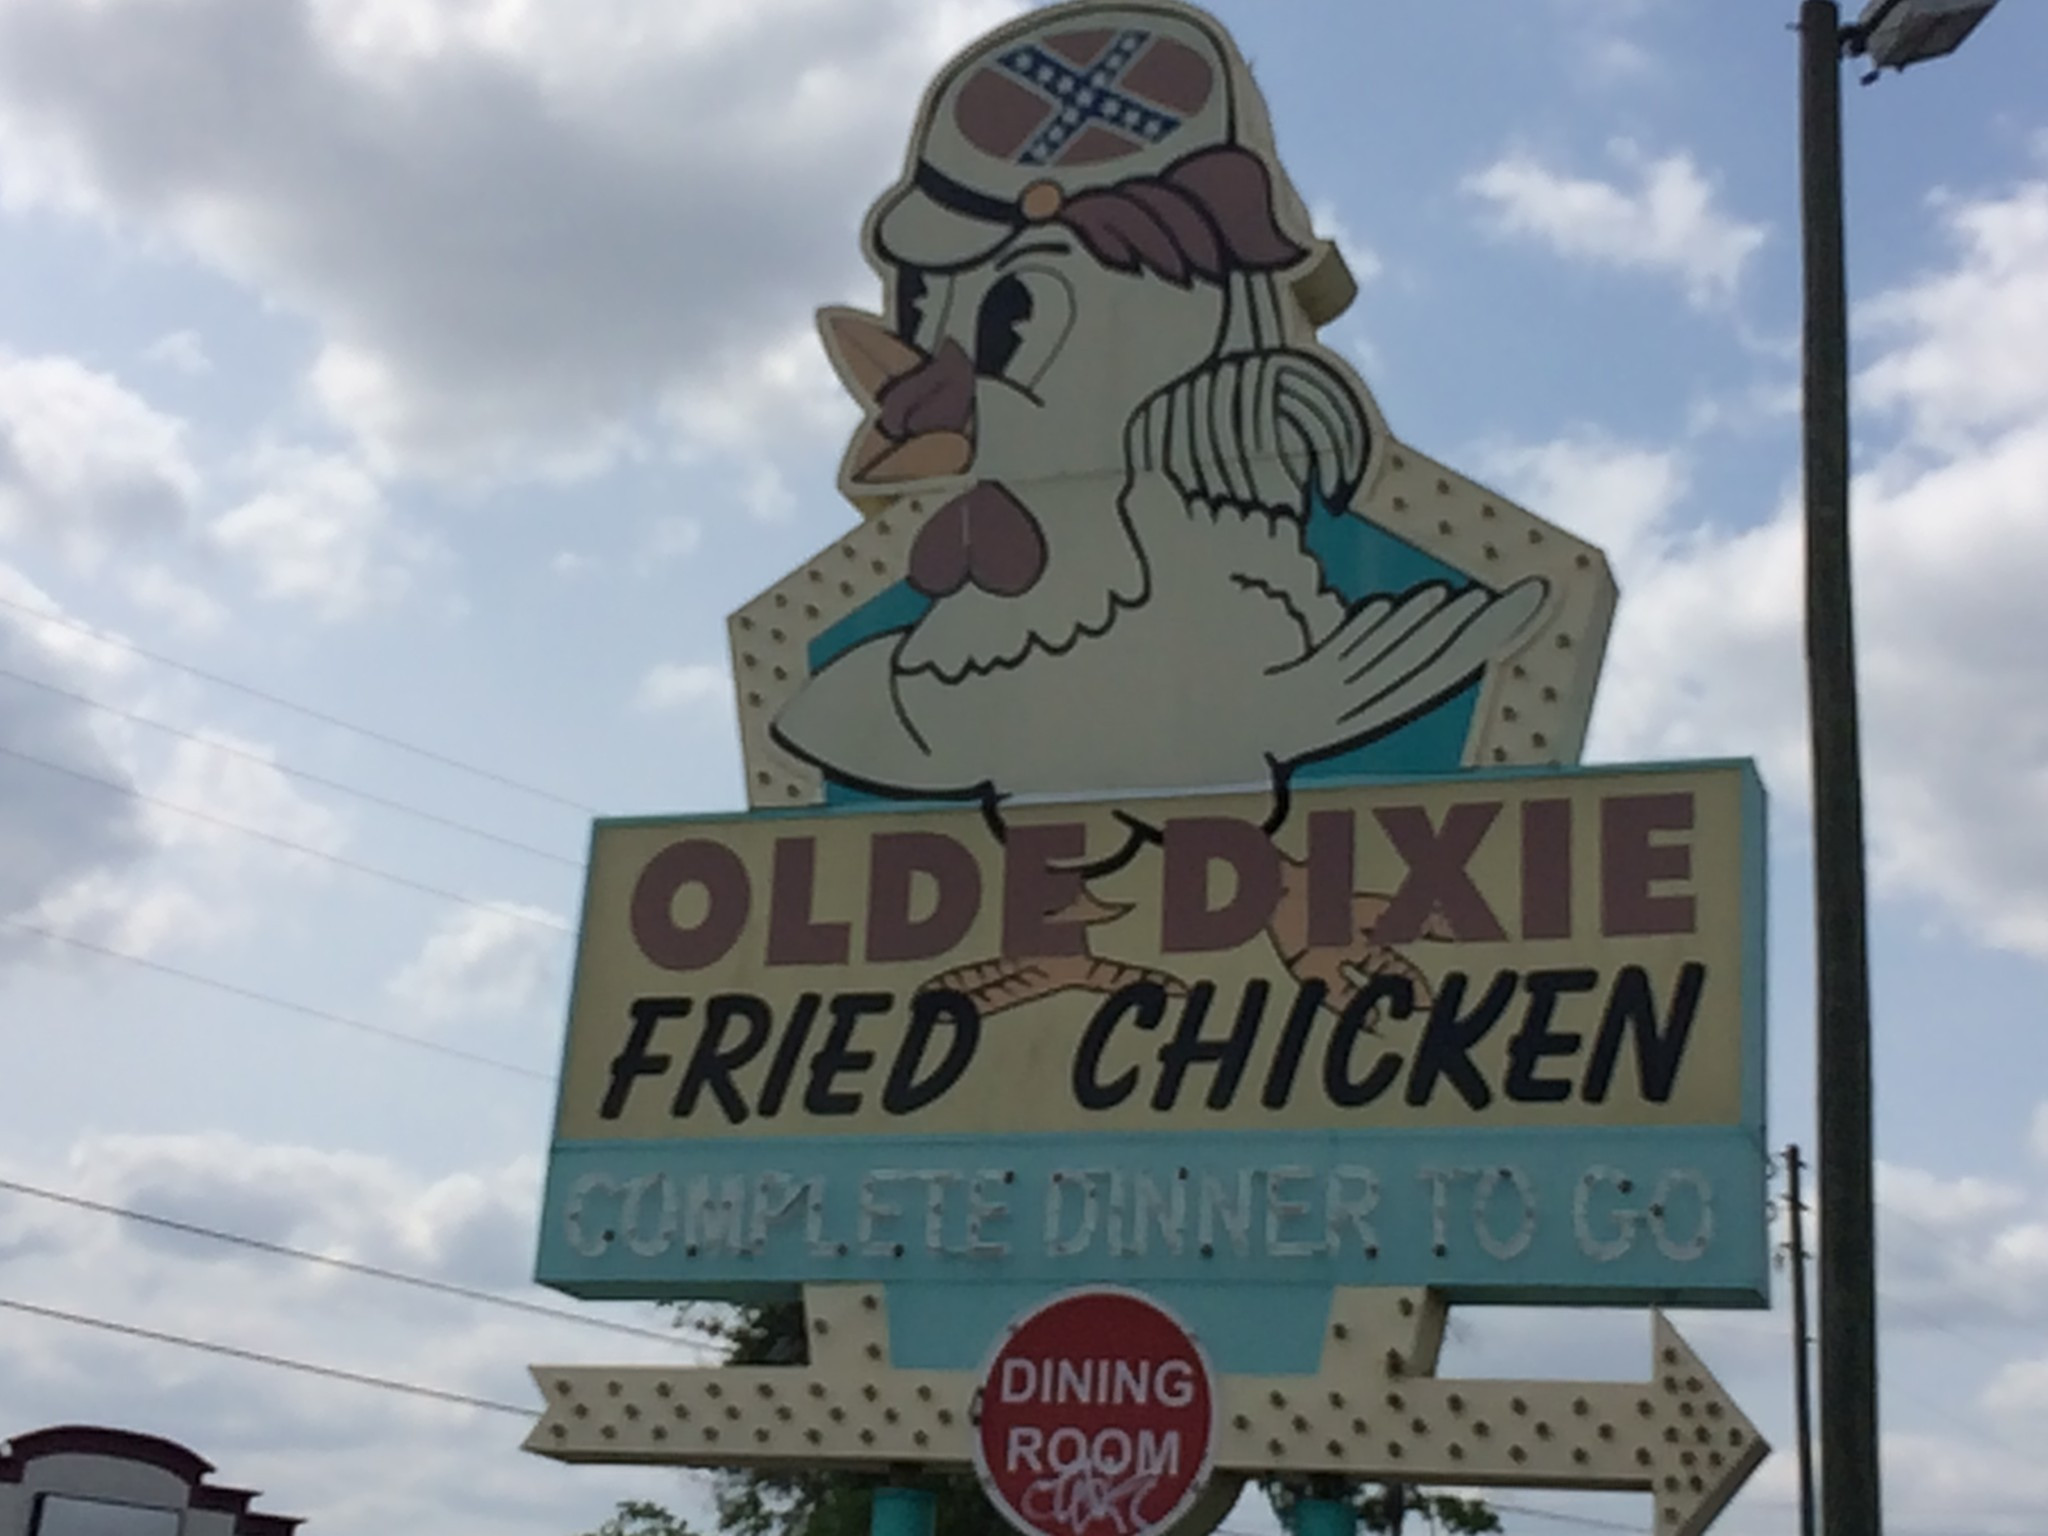 OLDE DIXIE
FRIED CHICKEN
COMPLETE DINNER TO GO
DINING
ROOM